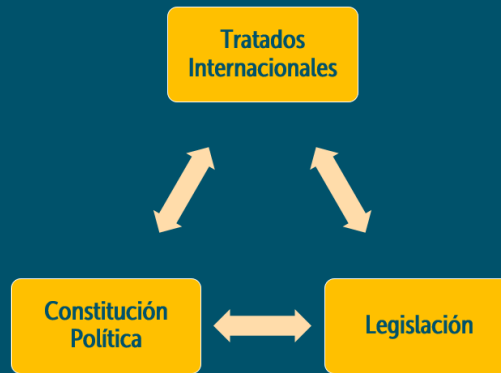 Tratados
Internacionales
Constitución
Política
Legislación